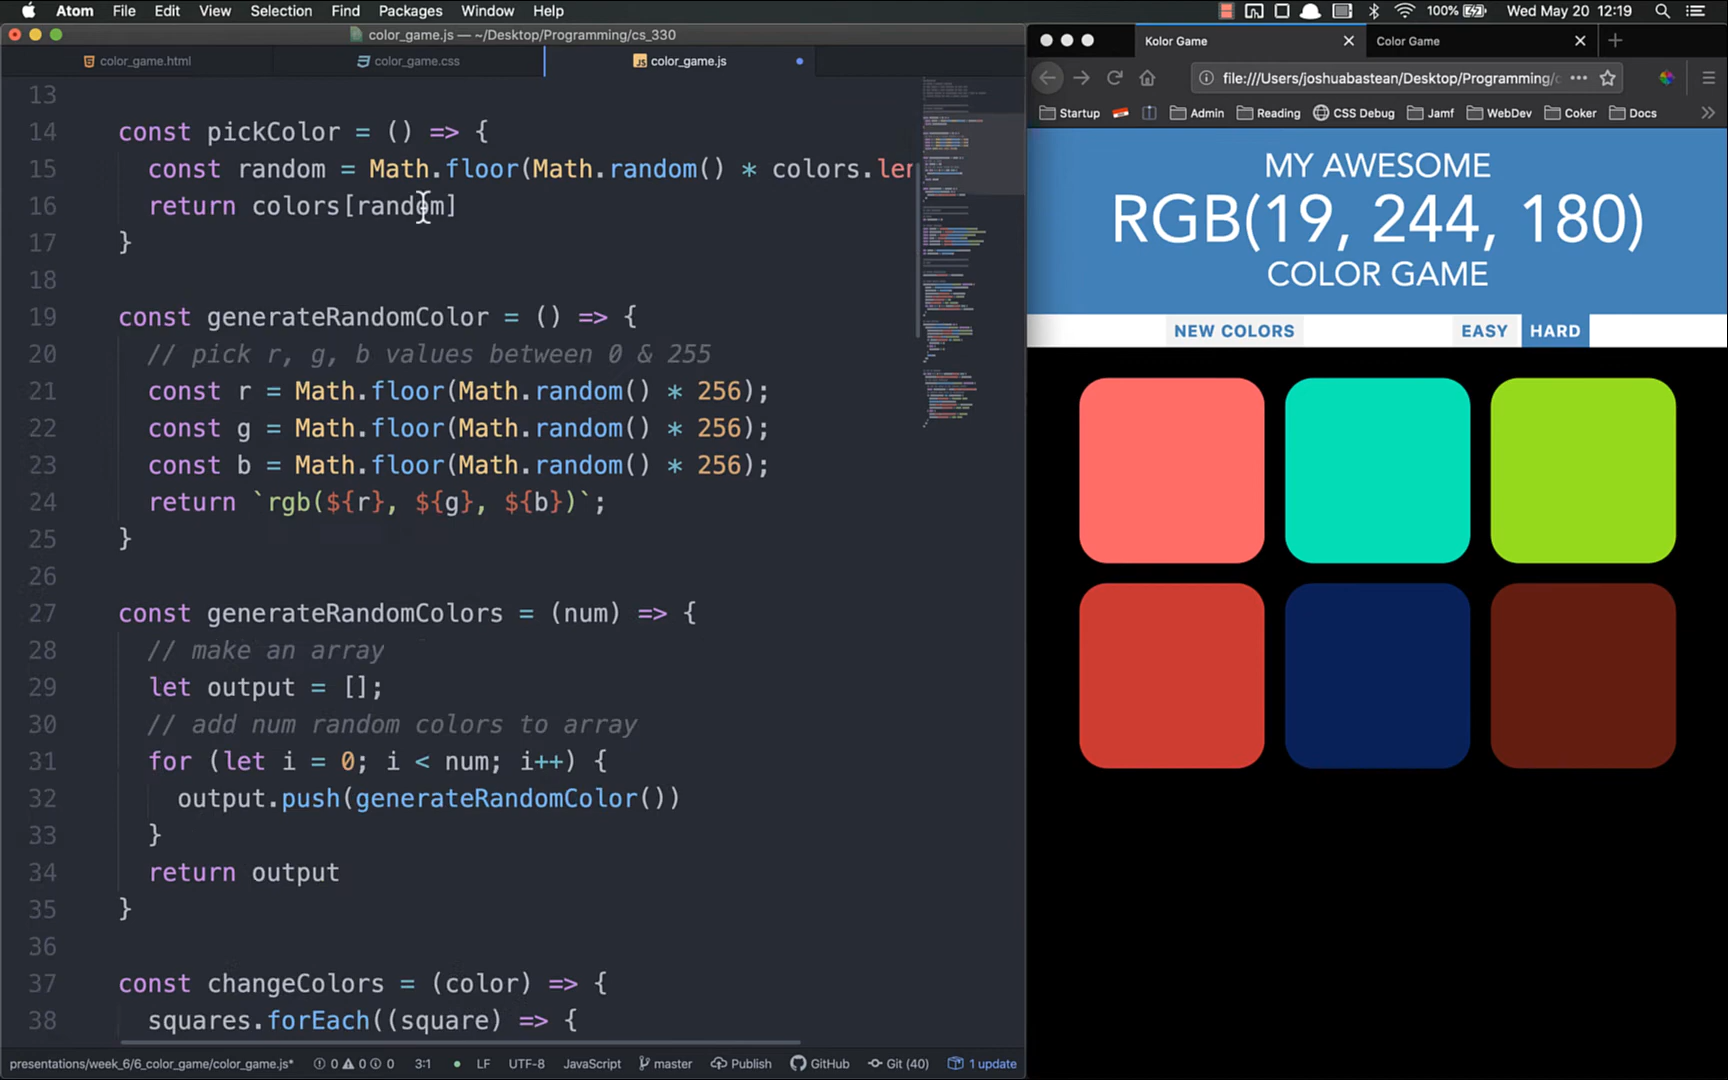 Atom File Edit View Selection Find Packages Window Help 100% Wed May 20 12:19
color_game.js — ~/Desktop/Programming/cs_330
color_game.html color_game.css color_game.js
13
14 const pickColor = () => {
15 const random = Math.floor(Math.random() * colors.len
16 return colors[random]
17 }
18
19 const generateRandomColor = () => {
20 // pick r, g, b values between 0 & 255
21 const r = Math.floor(Math.random() * 256);
22 const g = Math.floor(Math.random() * 256);
23 const b = Math.floor(Math.random() * 256);
24 return `rgb(${r}, ${g}, ${b})`;
25 }
26
27 const generateRandomColors = (num) => {
28 // make an array
29 let output = [];
30 // add num random colors to array
31 for (let i = 0; i < num; i++) {
32 output.push(generateRandomColor())
33 }
34 return output
35 }
36
37 const changeColors = (color) => {
38 squares.forEach((square) => {
presentations/week_6/6_color_game/color_game.js* 0 0 0 3:1 LF UTF-8 JavaScript master Publish GitHub Git (40) 1 update
Kolor Game Color Game
file:///Users/joshuabastean/Desktop/Programming/c
Startup Admin Reading CSS Debug Jamf WebDev Coker Docs
MY AWESOME
RGB(19, 244, 180)
COLOR GAME
NEW COLORS EASY HARD